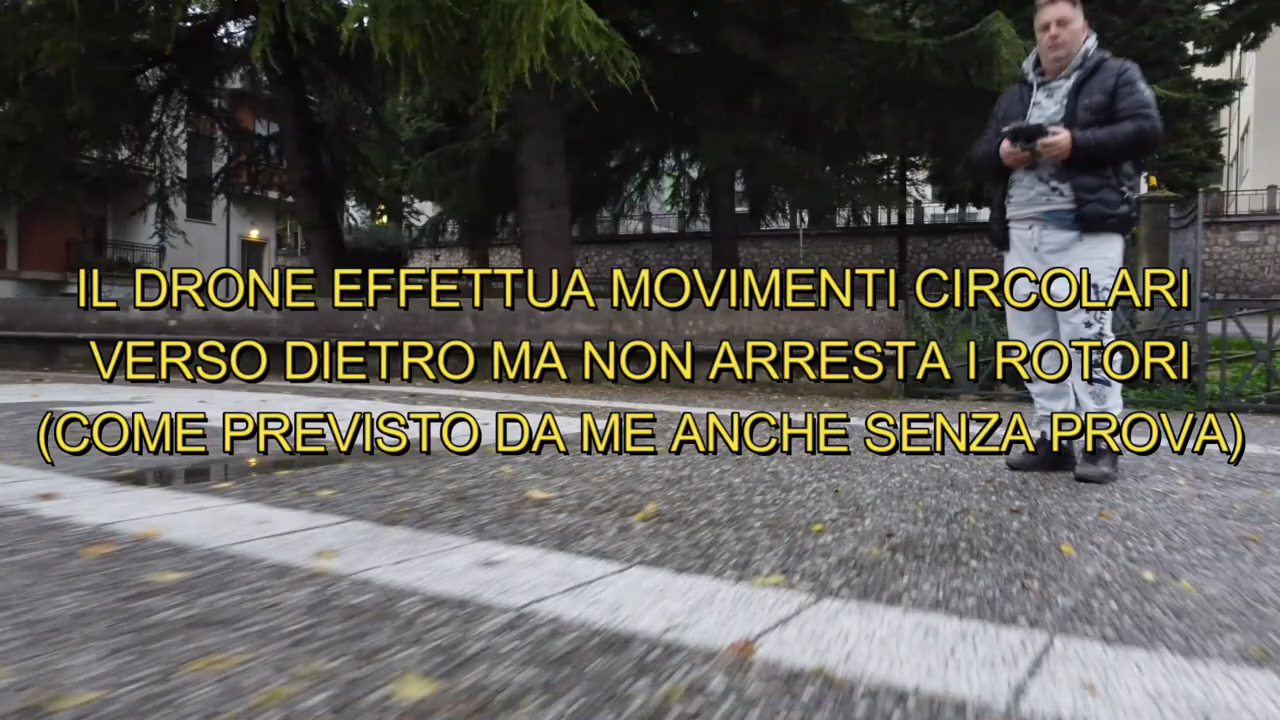 IL DRONE EFFETTUA MOVIMENTI CIRCOLARI
VERSO DIETRO MA NON ARRESTA I ROTORI
(COME PREVISTO DA ME ANCHE SENZA PROVA)